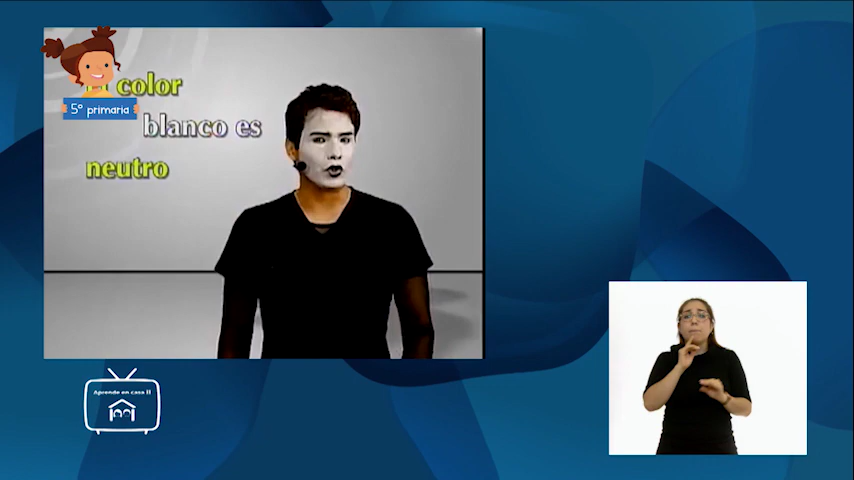 color
blanco es
neutro
5° primaria
Aprende en casa II